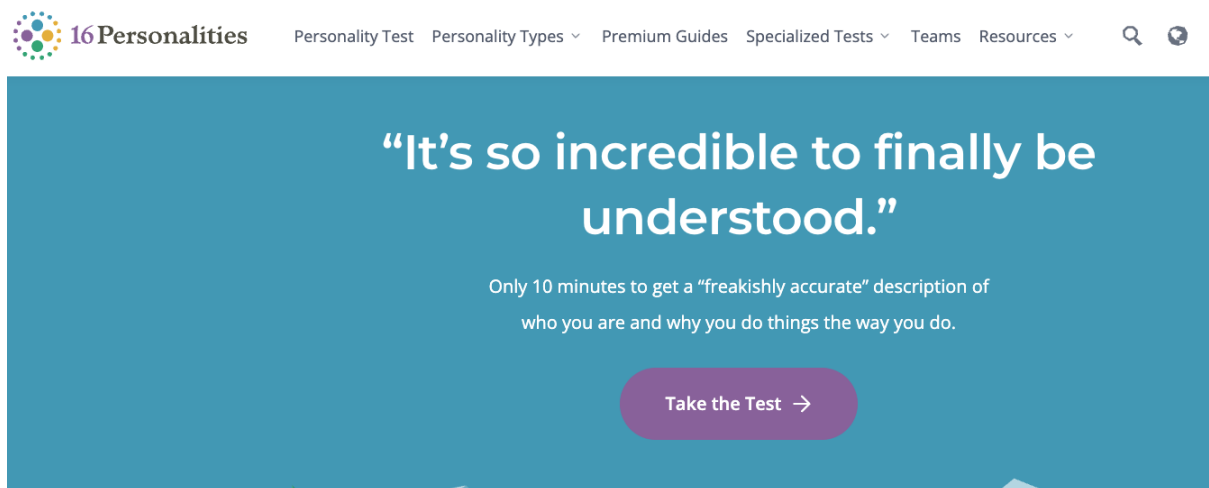 16Personalities
Personality Test Personality Types Premium Guides Specialized Tests Teams Resources
“It’s so incredible to finally be
understood.”
Only 10 minutes to get a “freakishly accurate” description of
who you are and why you do things the way you do.
Take the Test →